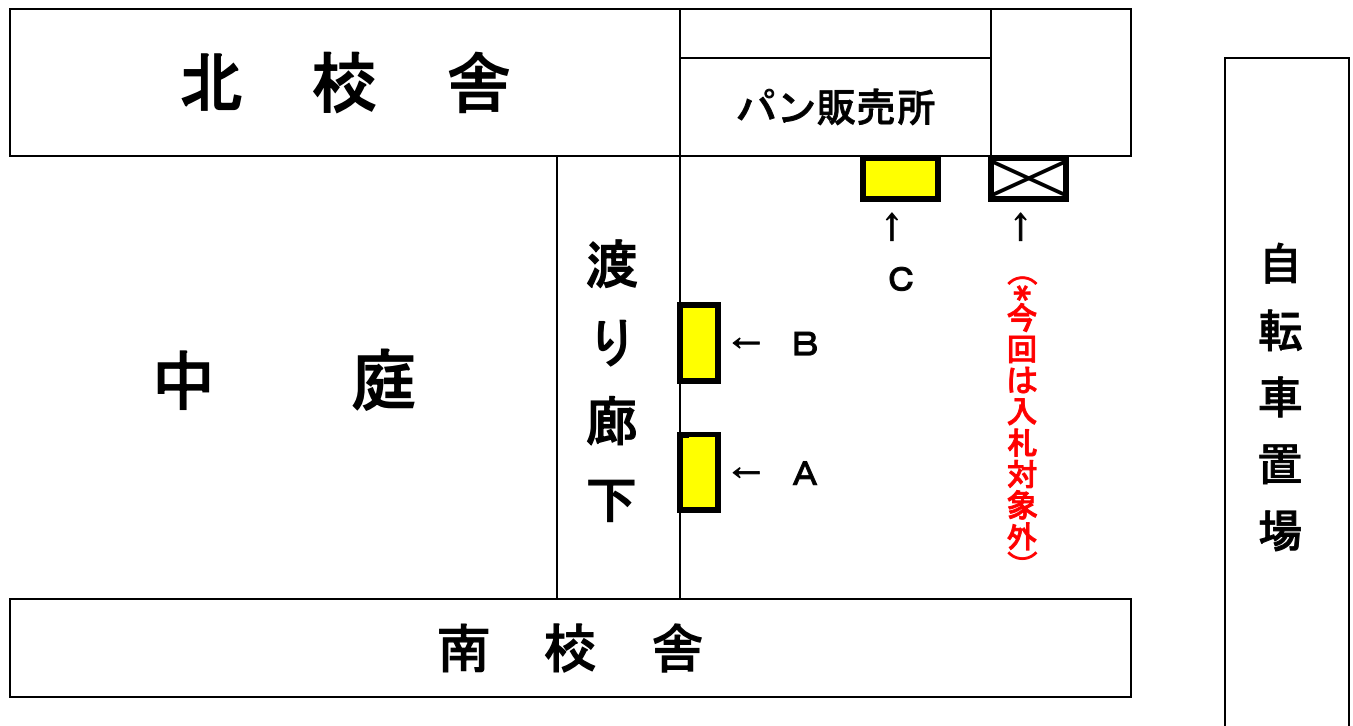 北　校　舎
パン販売所
↑
↑
C
渡り廊下
← B
← A
(*今回は入札対象外)
中　庭
自転車置場
南　校　舎